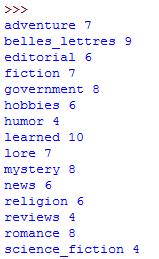 >>>
adventure 7
belles_lettres 9
editorial 6
fiction 7
government 8
hobbies 6
humor 4
learned 10
lore 7
mystery 8
news 6
religion 6
reviews 4
romance 8
science_fiction 4